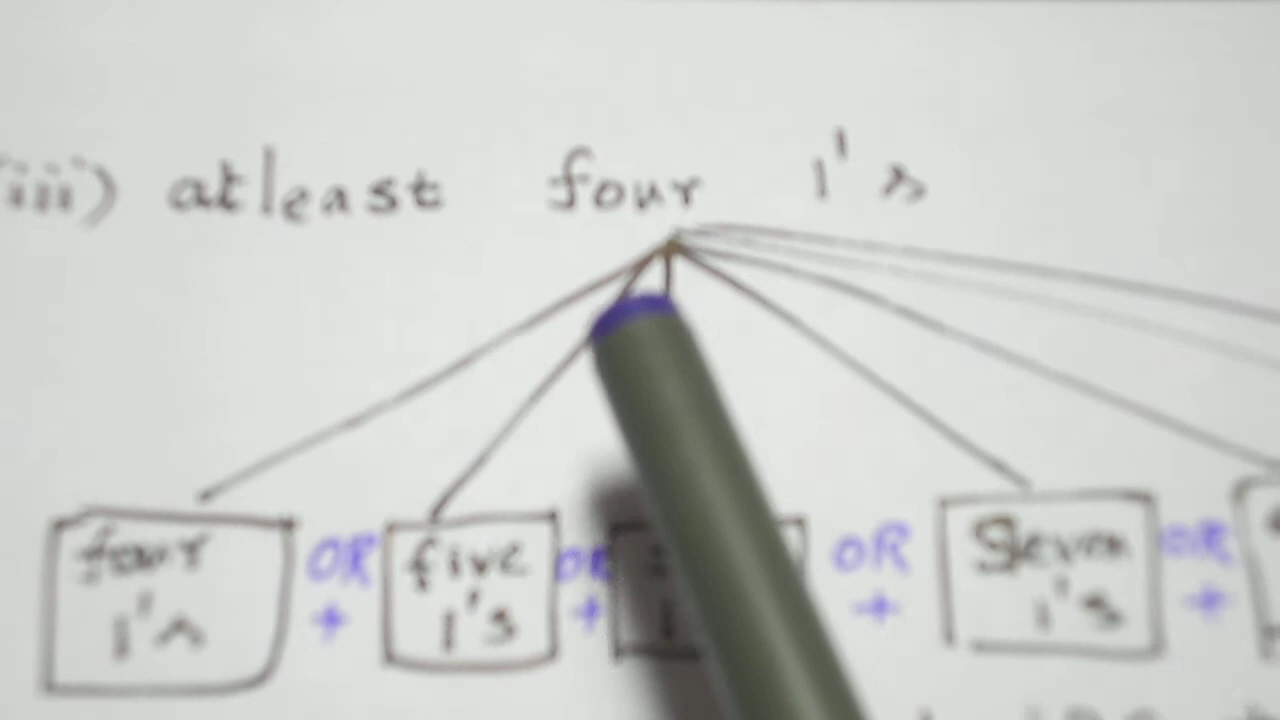 (iii) atleast four 1's
four OR five OR OR Seven OR
1's + 1's + + 1's +